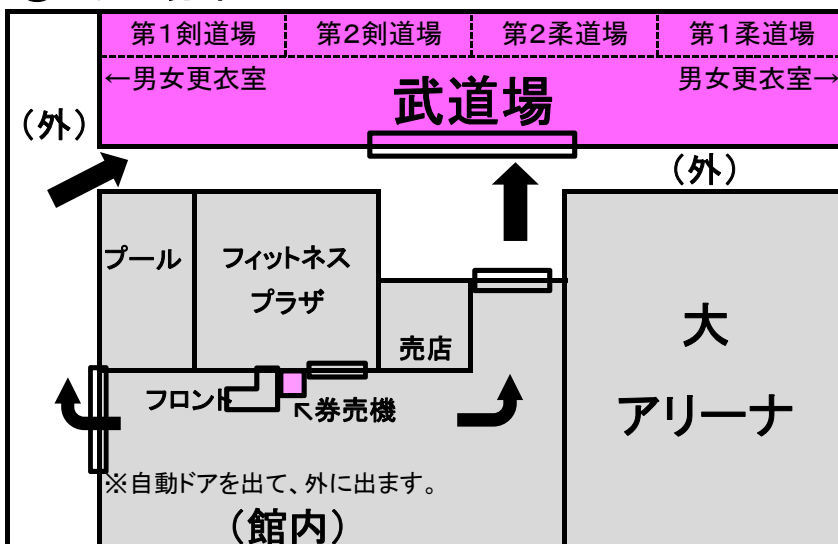 第1剣道場
第2剣道場
第2柔道場
第1柔道場
←男女更衣室
男女更衣室→
武道場
（外）
（外）
プール
フィットネス
プラザ
売店
大
アリーナ
フロント
↖券売機
※自動ドアを出て、外に出ます。
（館内）